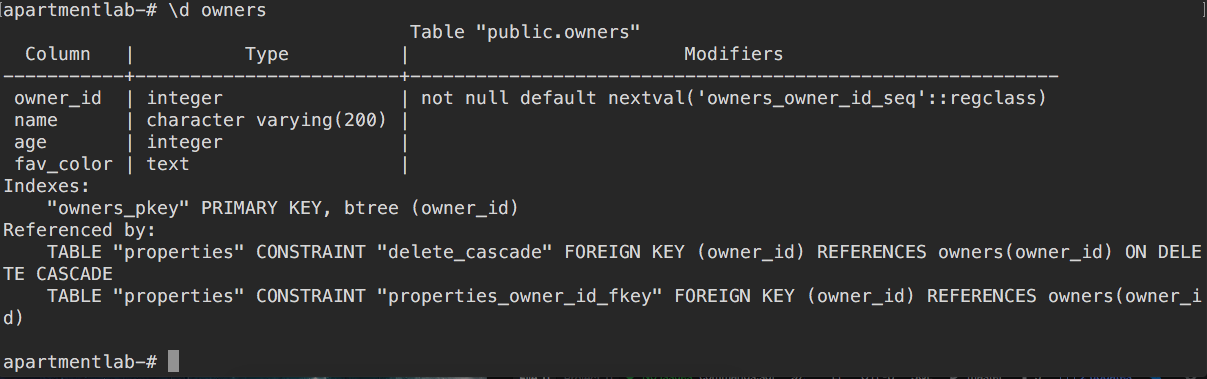 apartmentlab-# \d owners
Table "public.owners"
Column | Type | Modifiers
-----------+------------------------+-----------------------------------------------------------
owner_id | integer | not null default nextval('owners_owner_id_seq'::regclass)
name | character varying(200) |
age | integer |
fav_color | text |
Indexes:
"owners_pkey" PRIMARY KEY, btree (owner_id)
Referenced by:
TABLE "properties" CONSTRAINT "delete_cascade" FOREIGN KEY (owner_id) REFERENCES owners(owner_id) ON DELE
TE CASCADE
TABLE "properties" CONSTRAINT "properties_owner_id_fkey" FOREIGN KEY (owner_id) REFERENCES owners(owner_i
d)
apartmentlab-#